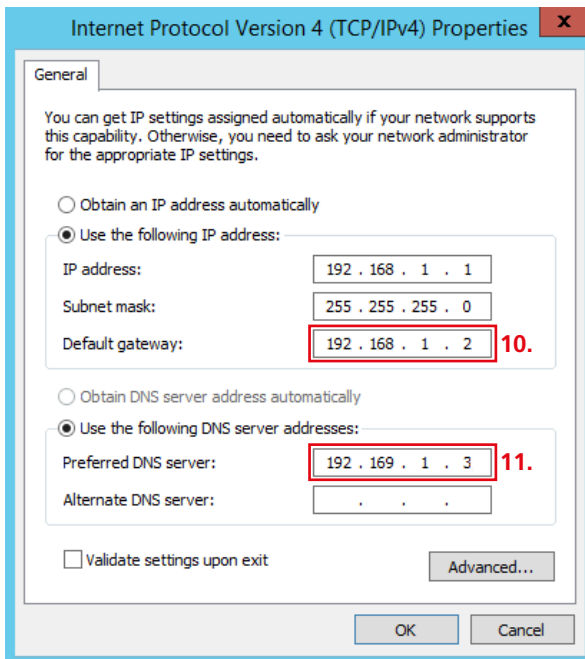 Internet Protocol Version 4 (TCP/IPv4) Properties x
General
You can get IP settings assigned automatically if your network supports
this capability. Otherwise, you need to ask your network administrator
for the appropriate IP settings.
Obtain an IP address automatically
Use the following IP address:
IP address: 192 . 168 . 1 . 1
Subnet mask: 255 . 255 . 255 . 0
Default gateway: 192 . 168 . 1 . 2 10.
Obtain DNS server address automatically
Use the following DNS server addresses:
Preferred DNS server: 192 . 169 . 1 . 3 11.
Alternate DNS server: . . .
Validate settings upon exit
Advanced...
OK Cancel